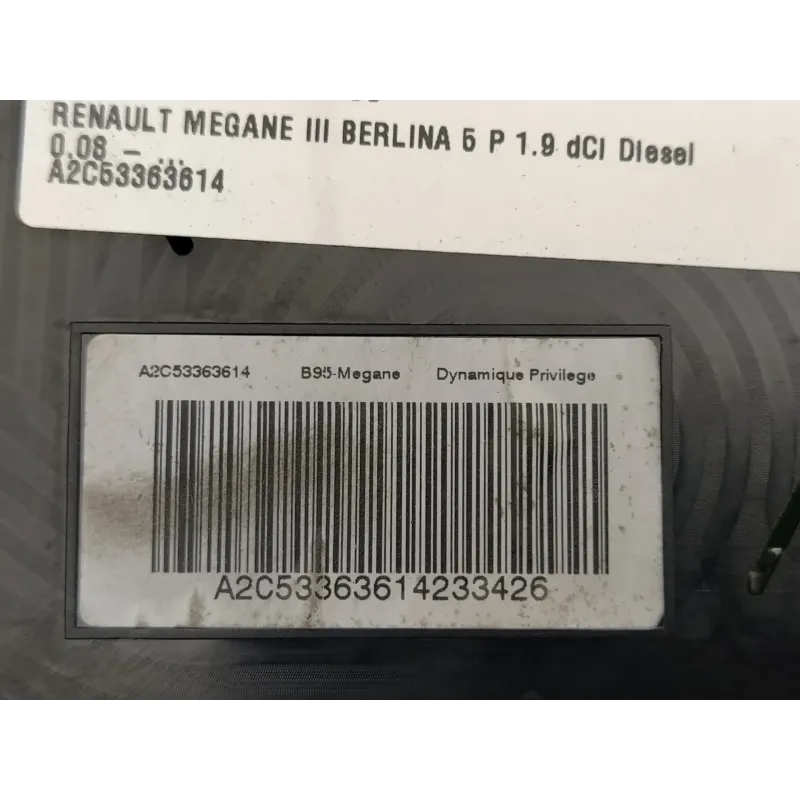 RENAULT MEGANE III BERLINA 5 P 1.9 dCI Diesel
0.08 - ...
A2C53363614
A2C53363614 B95-Megane Dynamique Privilege
A2C53363614233426